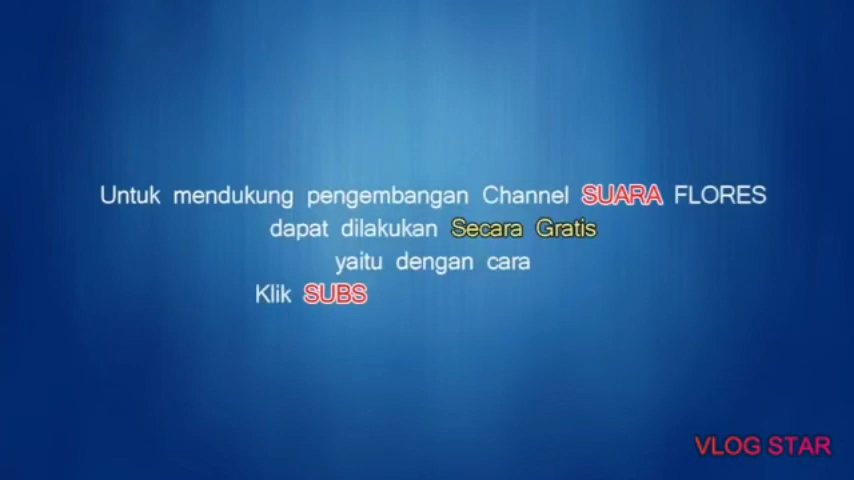 Untuk mendukung pengembangan Channel SUARA FLORES
dapat dilakukan Secara Gratis
yaitu dengan cara
Klik SUBS
VLOG STAR